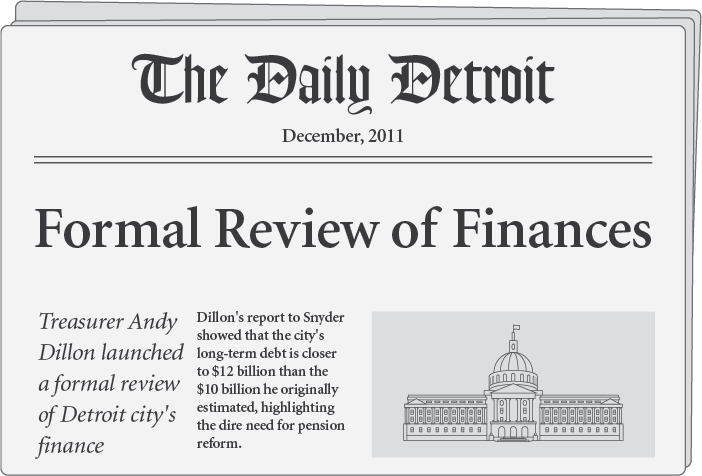 The Daily Detroit
December, 2011
Formal Review of Finances
Treasurer Andy
Dillon launched
a formal review
of Detroit city's
finance
Dillon's report to Snyder
showed that the city's
long-term debt is closer
to $12 billion than the
$10 billion he originally
estimated, highlighting
the dire need for pension
reform.